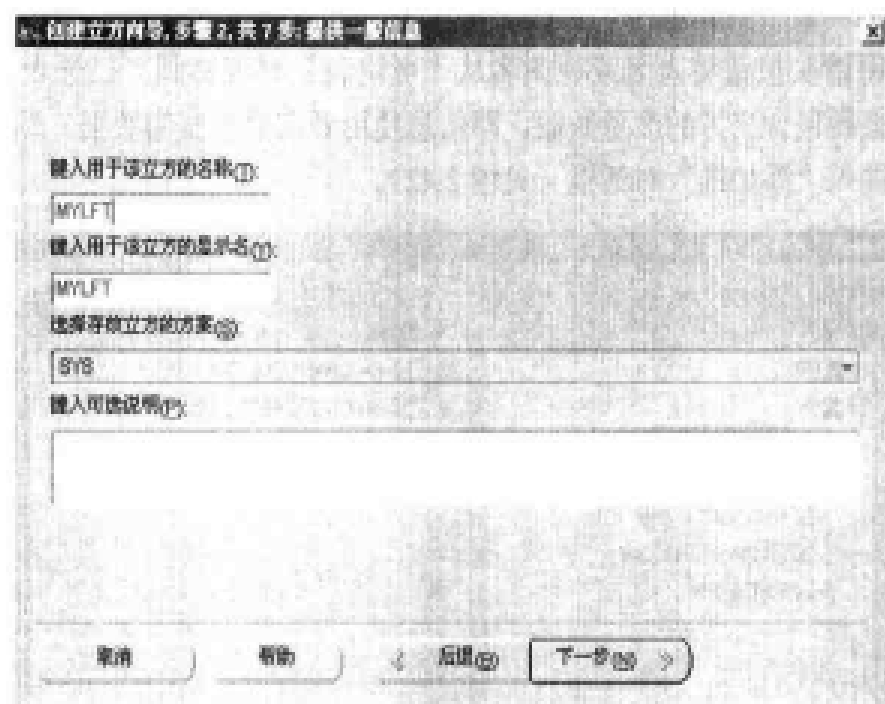 创建立方向导, 步骤 2, 共 7 步: 提供一般信息
键入用于该立方的名称(T):
MYLFT
键入用于该立方的显示名(Y):
MYLFT
选择存放立方的方案(S):
SYS
键入可选说明(P):
取消 帮助 后退 下一步(N)